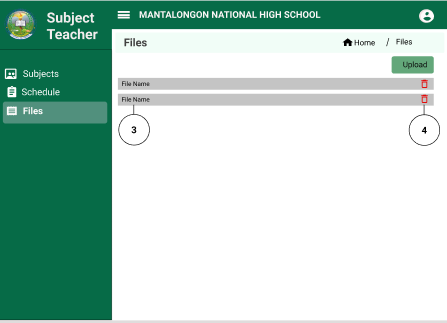 Subject
Teacher
MANTALONGON NATIONAL HIGH SCHOOL
Files
Home / Files
Subjects
Schedule
Files
Upload
File Name
File Name
3
4